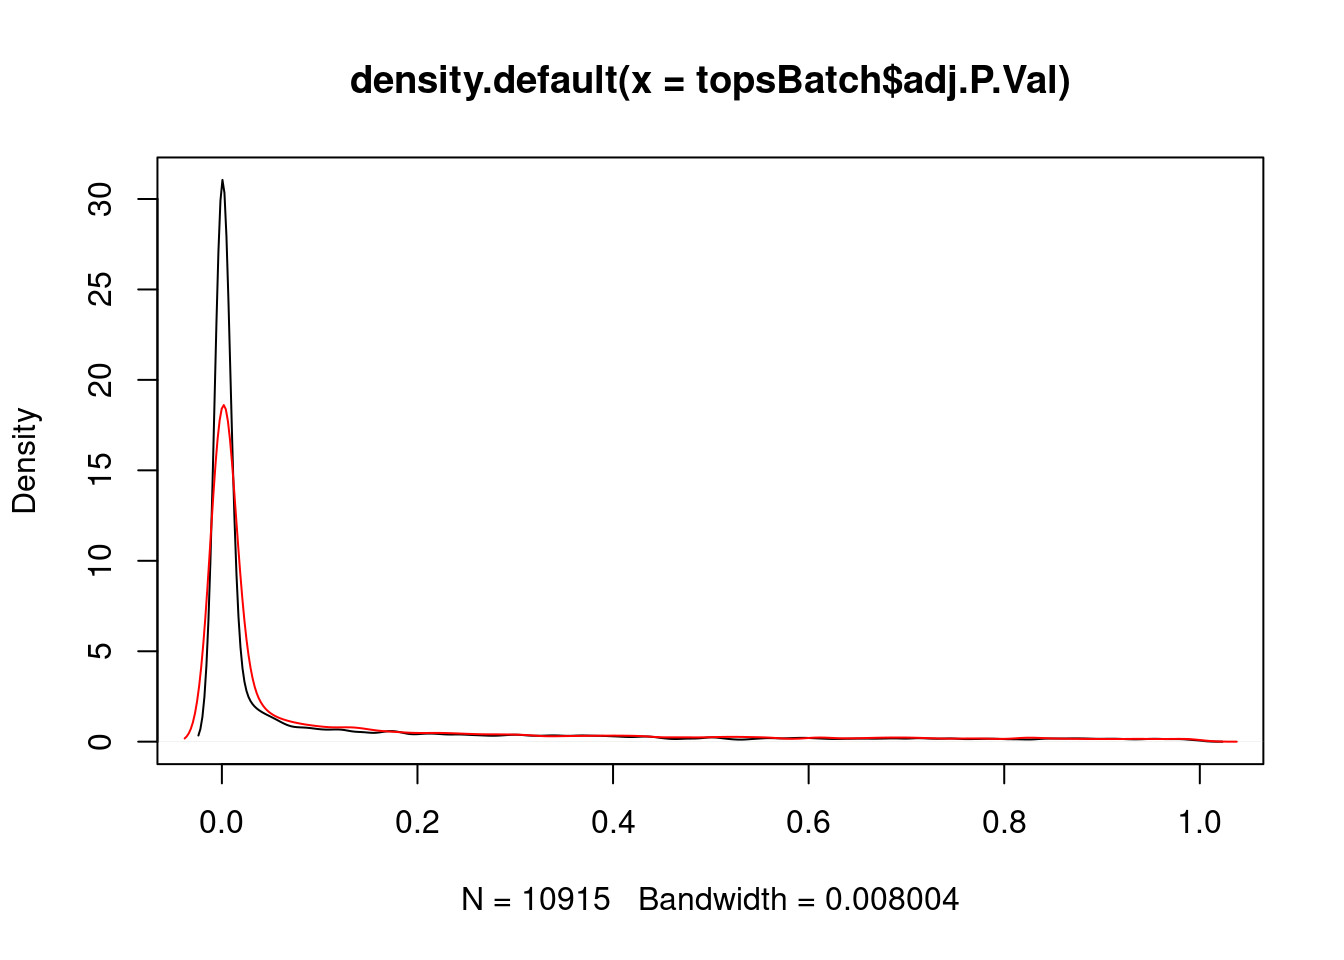 density.default(x = topsBatch$adj.P.Val)
Density
30
25
20
15
10
5
0
0.0 0.2 0.4 0.6 0.8 1.0
N = 10915 Bandwidth = 0.008004